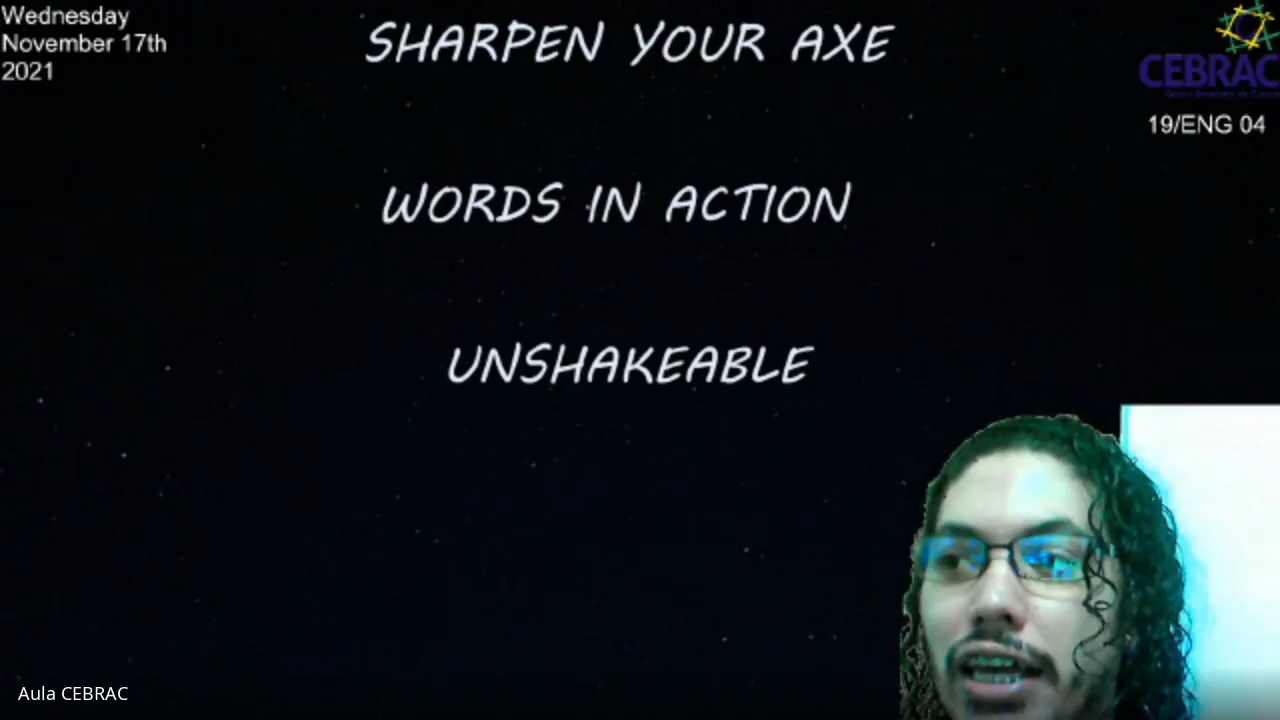 Wednesday
November 17th
2021
SHARPEN YOUR AXE
CEBRAC
19/ENG 04
WORDS IN ACTION
UNSHAKEABLE
Aula CEBRAC